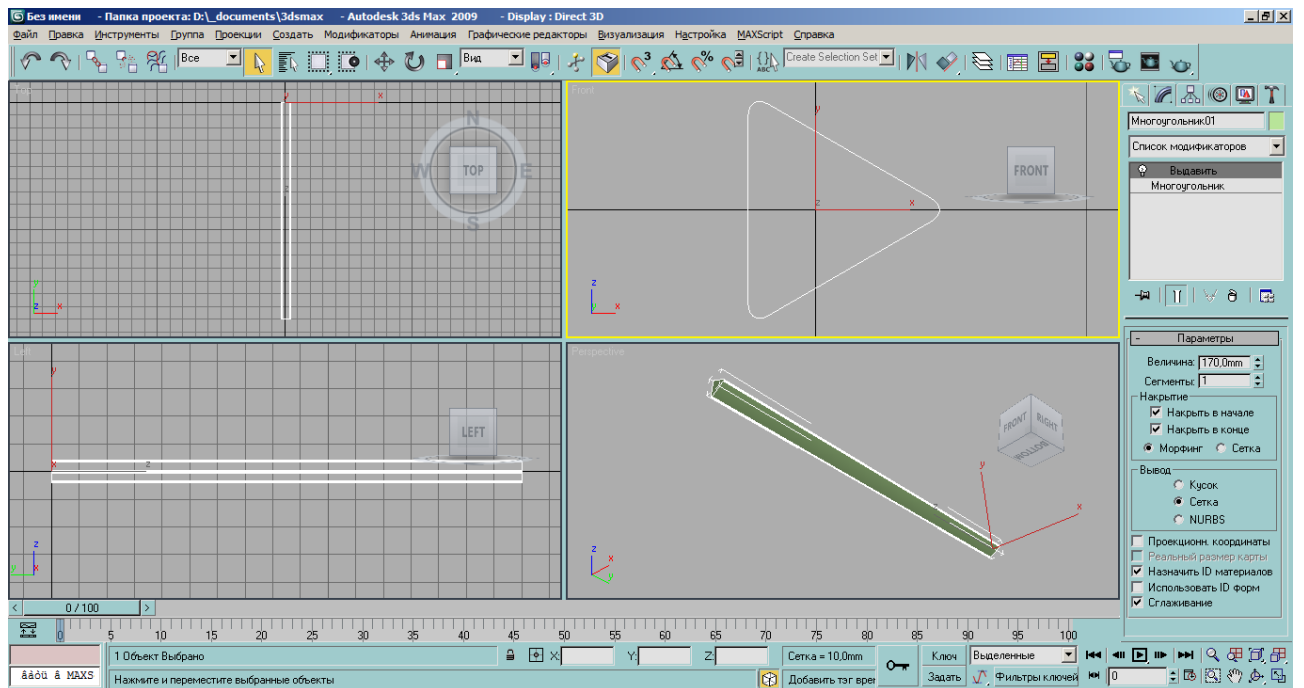 Без имени - Папка проекта: D:\_documents\3dsmax - Autodesk 3ds Max 2009 - Display : Direct 3D
Файл Правка Инструменты Группа Проекции Создать Модификаторы Анимация Графические редакторы Визуализация Настройка MAXScript Справка
Все Вид 3 % ABC Create Selection Set
Top
N
W TOP E
S
x
y
z
y
z x
Front
FRONT
y
z x
z
y x
Left
LEFT
y
x z
z
y x
Perspective
FRONT RIGHT
BOTTOM
y
x
z
x
y
Многоугольник01
Список модификаторов
Выдавить
Многоугольник
- Параметры
Величина: 170,0mm
Сегменты: 1
Накрытие
Накрыть в начале
Накрыть в конце
Морфинг Сетка
Вывод
Кусок
Сетка
NURBS
Проекционн. координаты
Реальный размер карты
Назначить ID материалов
Использовать ID форм
Сглаживание
< 0 / 100 >
0 5 10 15 20 25 30 35 40 45 50 55 60 65 70 75 80 85 90 95 100
1 Объект Выбрано X: Y: Z: Сетка = 10,0mm Ключ Выделенные
âàòü â MAXS Нажмите и переместите выбранные объекты Добавить тэг врег Задать Фильтры ключей 0